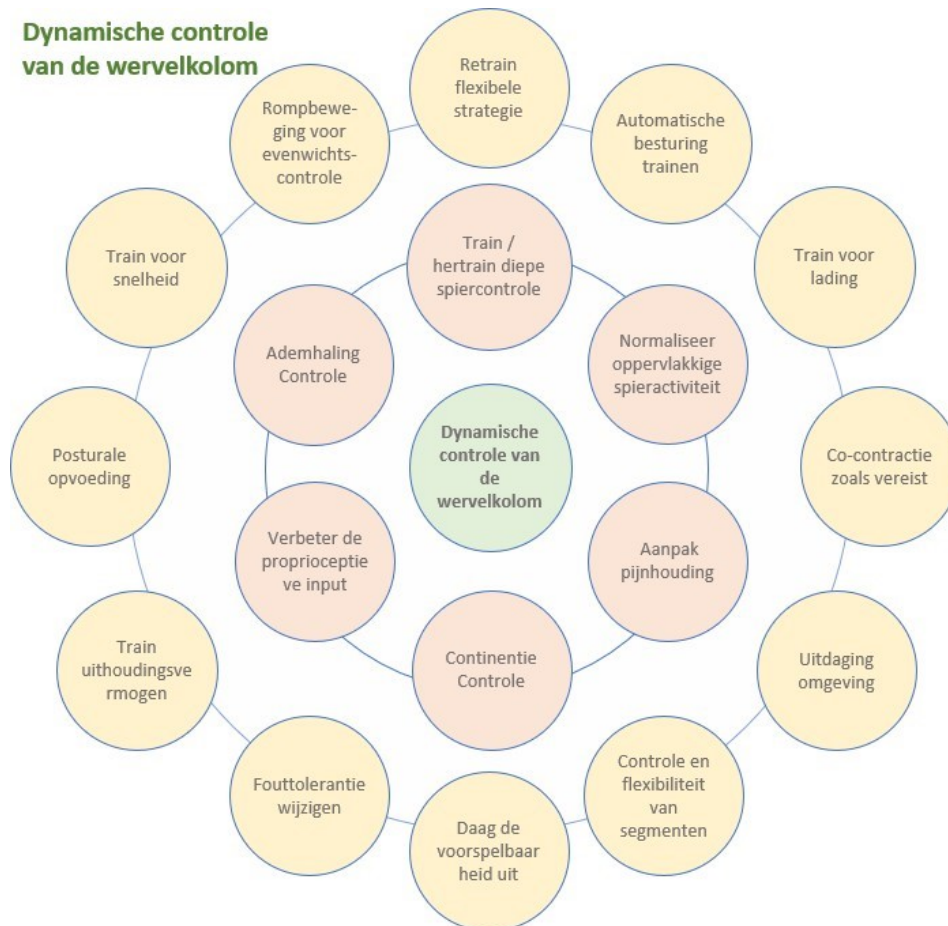 Dynamische controle
van de wervelkolom
Retrain
flexibele
strategie
Automatische
besturing
trainen
Train voor
lading
Co-contractie
zoals vereist
Uitdaging
omgeving
Controle en
flexibiliteit
van
segmenten
Daag de
voorspelbaar
heid uit
Fouttolerantie
wijzigen
Train
uithoudingsve
rmogen
Posturale
opvoeding
Train voor
snelheid
Rompbewe-
ging voor
evenwichts-
controle
Train /
hertrain diepe
spiercontrole
Normaliseer
oppervlakkige
spieractiviteit
Aanpak
pijnhouding
Continentie
Controle
Verbeter de
proprioceptie
ve input
Ademhaling
Controle
Dynamische
controle van
de
wervelkolom